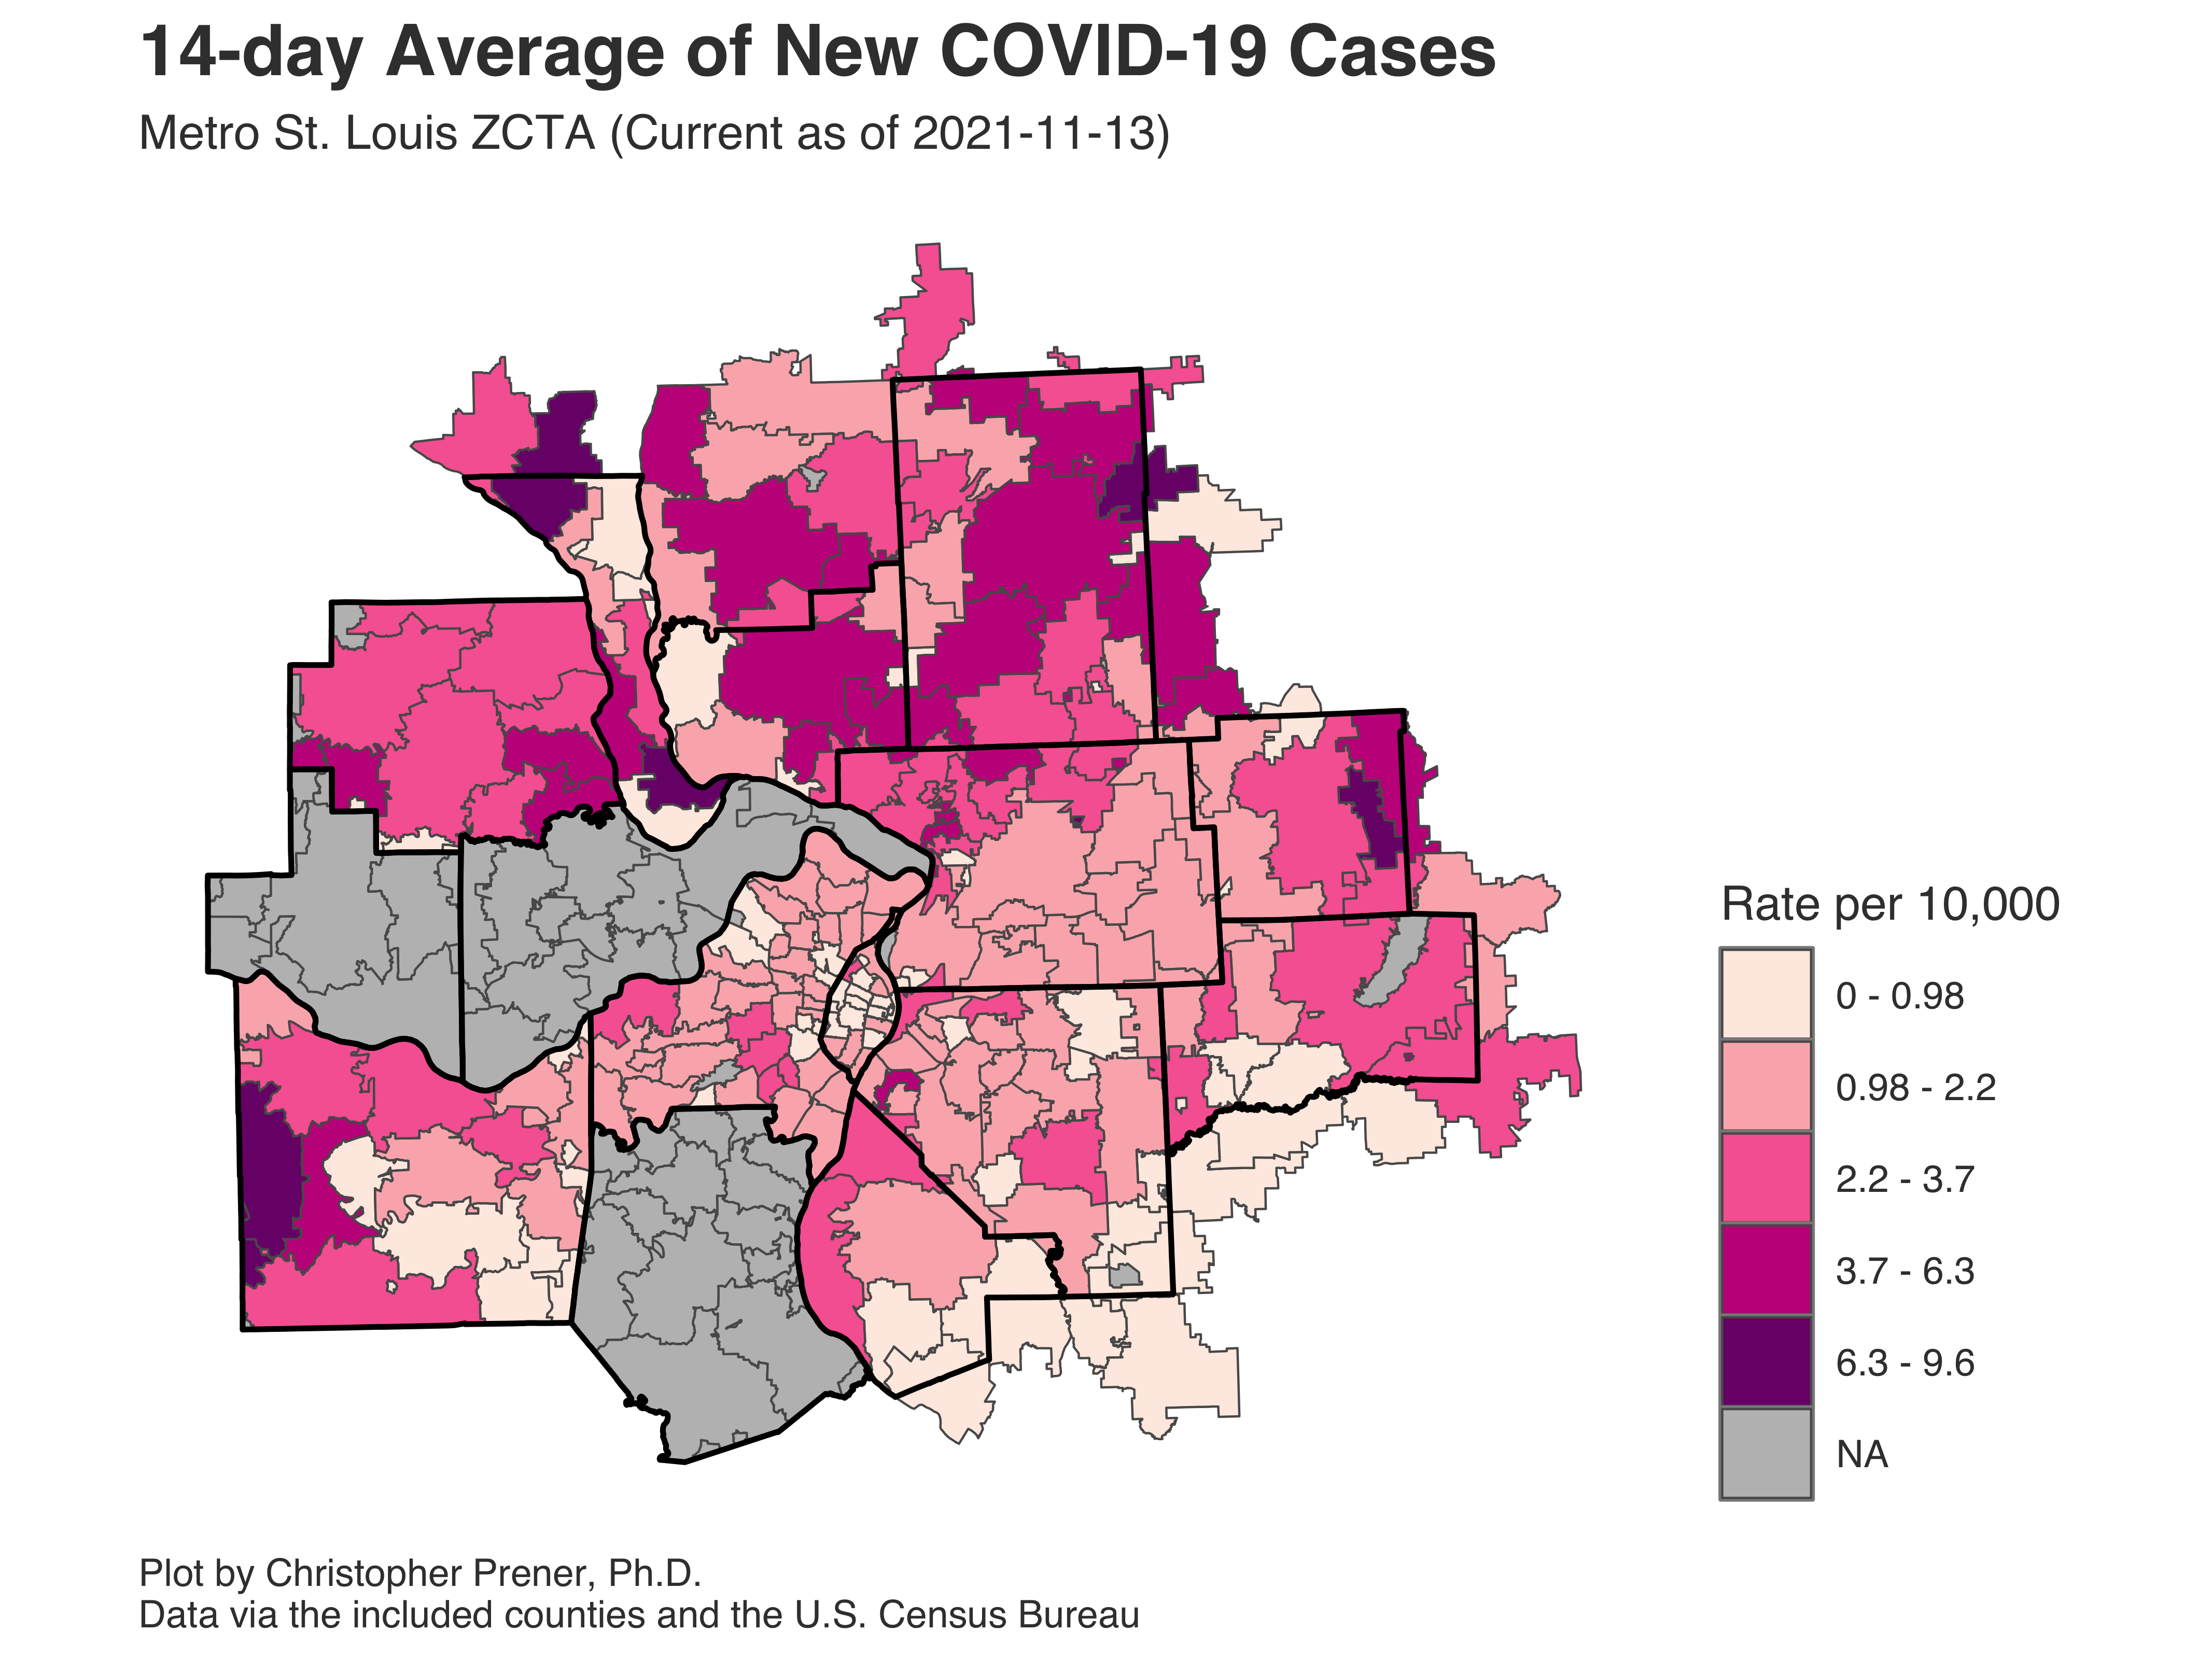 14-day Average of New COVID-19 Cases
Metro St. Louis ZCTA (Current as of 2021-11-13)
Rate per 10,000
0 - 0.98
0.98 - 2.2
2.2 - 3.7
3.7 - 6.3
6.3 - 9.6
NA
Plot by Christopher Prener, Ph.D.
Data via the included counties and the U.S. Census Bureau